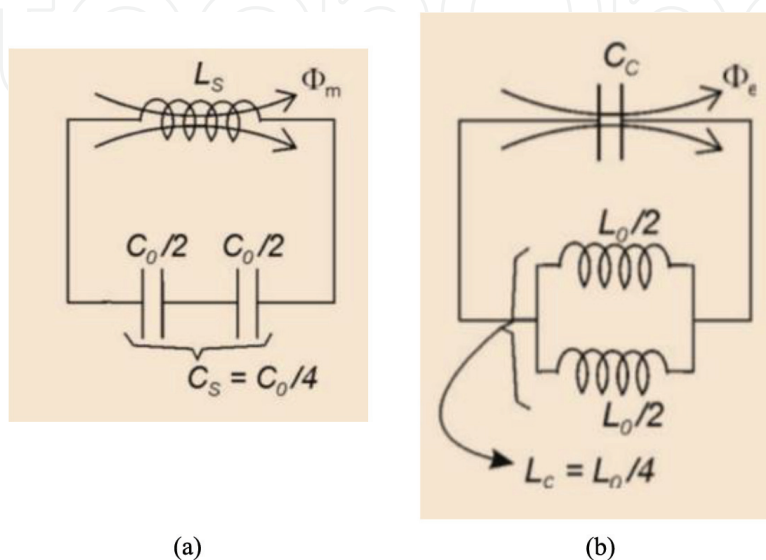 L_S
Φ_m
C_0/2 C_0/2
C_S = C_0/4
(a)
C_C
Φ_e
L_0/2
L_0/2
L_c = L_0/4
(b)